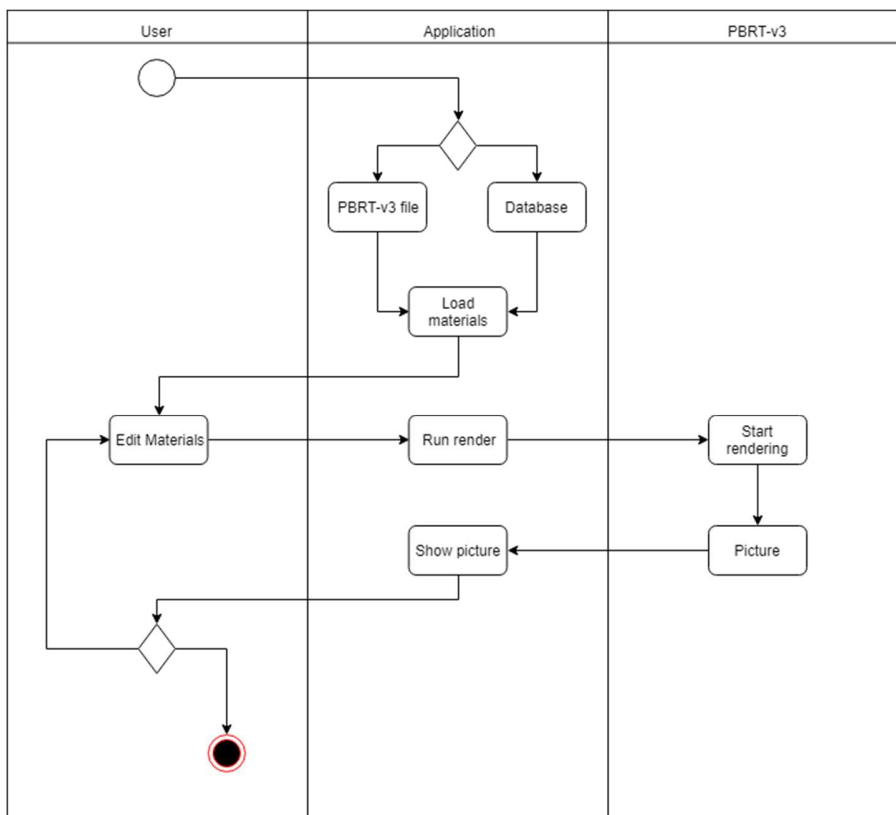 User
Application
PBRT-v3
PBRT-v3 file
Database
Load
materials
Edit Materials
Run render
Start
rendering
Show picture
Picture